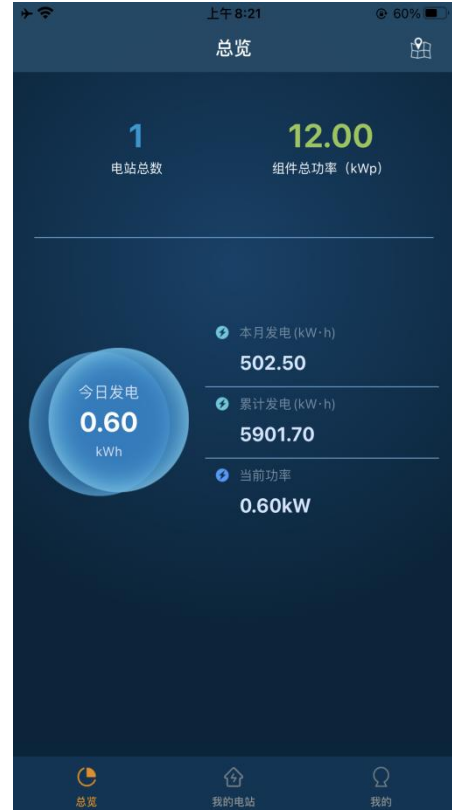 上午8:21
60%
总览
1
12.00
电站总数
组件总功率（kWp）
本月发电(kW·h)
502.50
今日发电
0.60
kWh
累计发电(kW·h)
5901.70
当前功率
0.60kW
总览
我的电站
我的